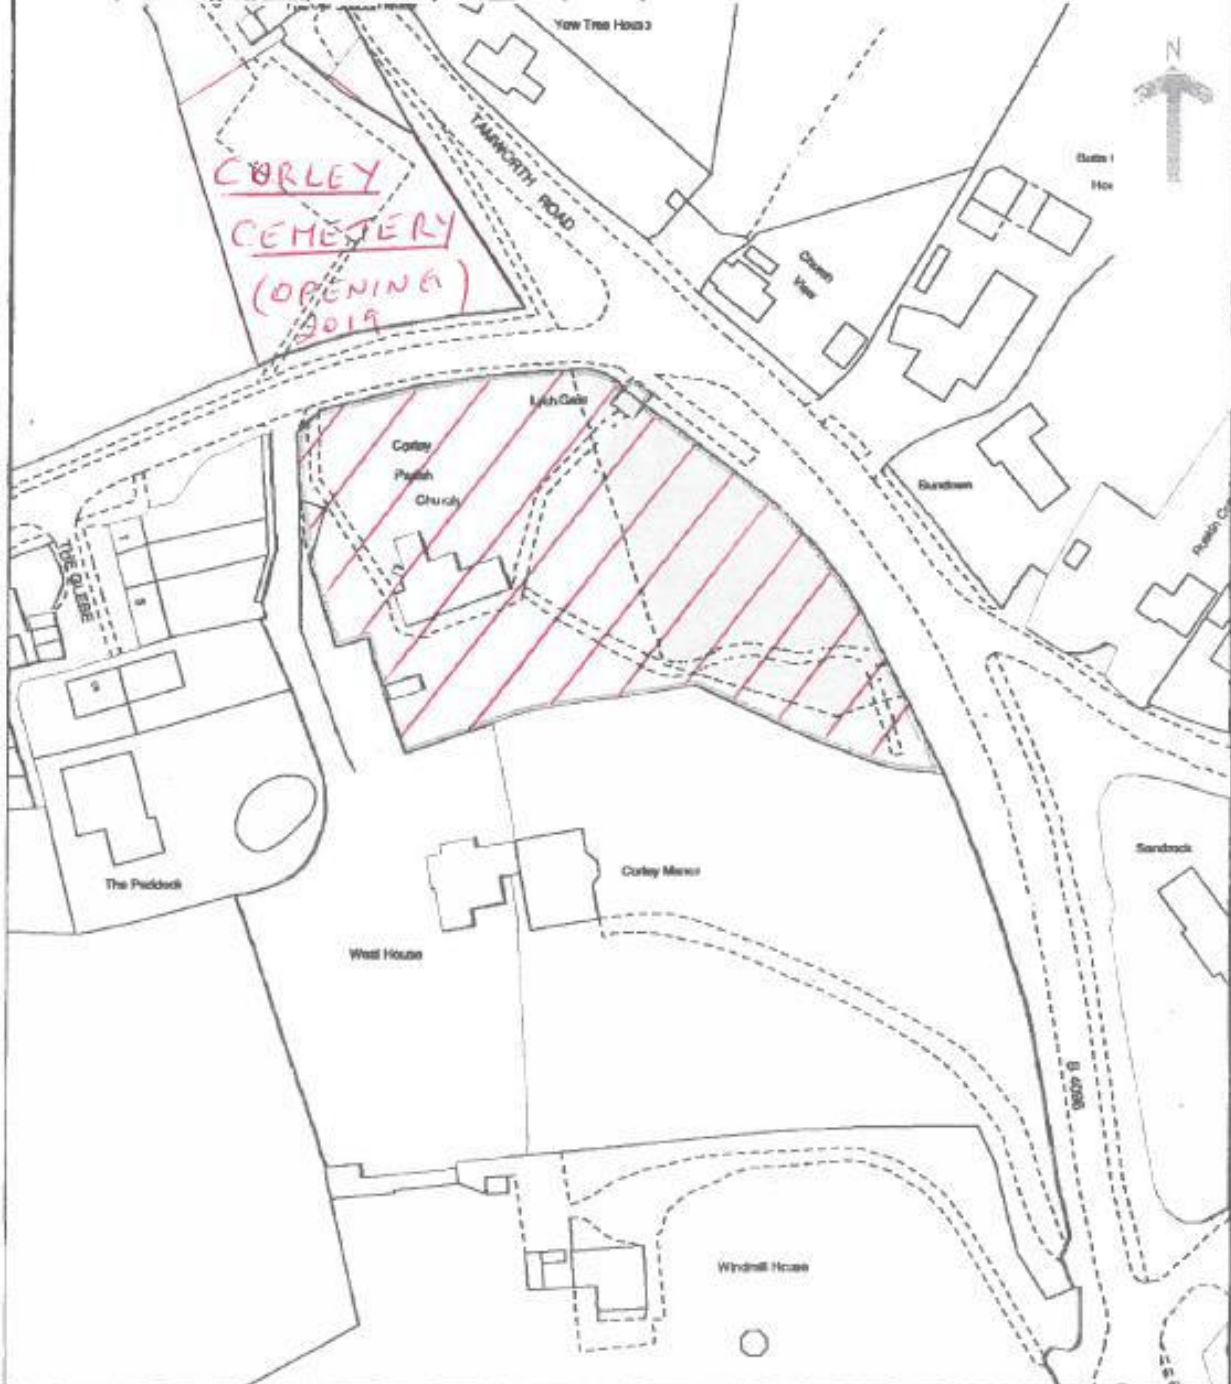 Yew Tree House
N
TAMWORTH ROAD
CORLEY
CEMETERY
(OPENING)
2019
Church
View
Lych Gate
Corley
Parish
Church
Sundown
THE GLEBE
1
Corley Manor
Sandrock
The Paddock
West House
B 4098
Windmill House